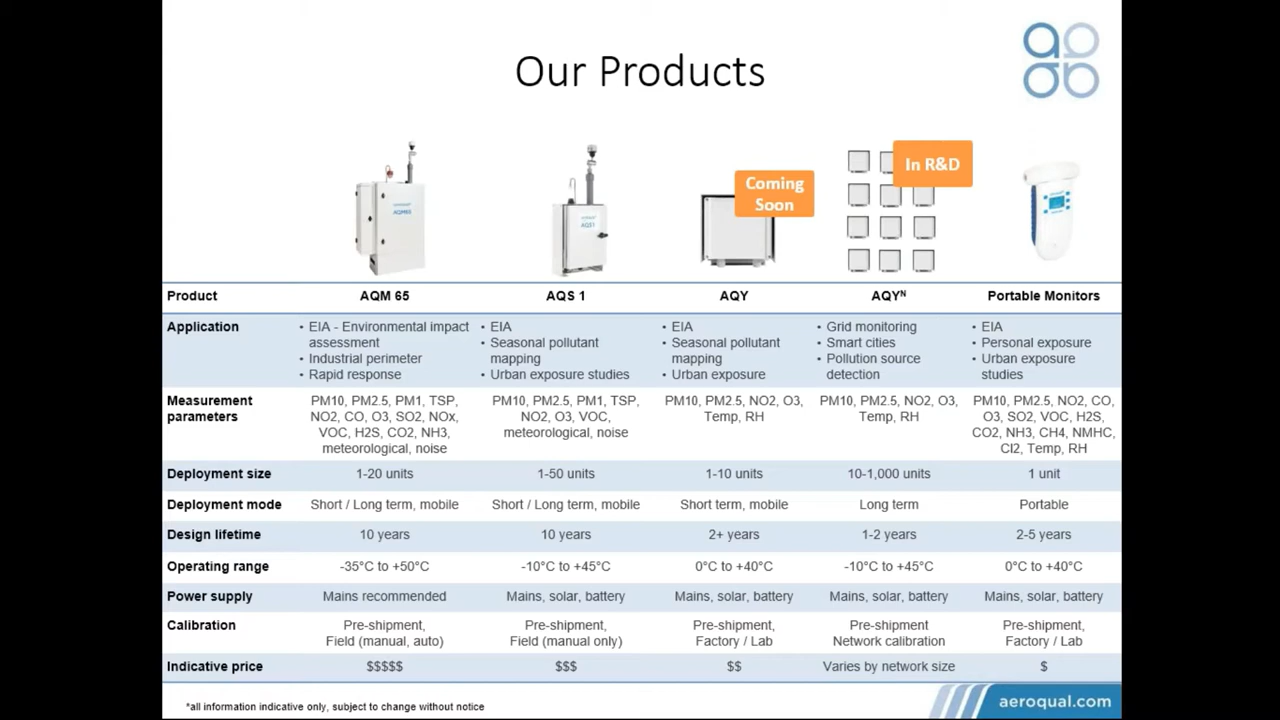 Our Products
In R&D
Coming
Soon
Product AQM 65 AQS 1 AQY AQYᴺ Portable Monitors
Application
• EIA - Environmental impact assessment
• Industrial perimeter
• Rapid response
• EIA
• Seasonal pollutant mapping
• Urban exposure studies
• EIA
• Seasonal pollutant mapping
• Urban exposure
• Grid monitoring
• Smart cities
• Pollution source detection
• EIA
• Personal exposure
• Urban exposure studies
Measurement parameters
PM10, PM2.5, PM1, TSP,
NO2, CO, O3, SO2, NOx,
VOC, H2S, CO2, NH3,
meteorological, noise
PM10, PM2.5, PM1, TSP,
NO2, O3, VOC,
meteorological, noise
PM10, PM2.5, NO2, O3,
Temp, RH
PM10, PM2.5, NO2, O3,
Temp, RH
PM10, PM2.5, NO2, CO,
O3, SO2, VOC, H2S,
CO2, NH3, CH4, NMHC,
Cl2, Temp, RH
Deployment size 1-20 units 1-50 units 1-10 units 10-1,000 units 1 unit
Deployment mode Short / Long term, mobile Short / Long term, mobile Short term, mobile Long term Portable
Design lifetime 10 years 10 years 2+ years 1-2 years 2-5 years
Operating range -35°C to +50°C -10°C to +45°C 0°C to +40°C -10°C to +45°C 0°C to +40°C
Power supply Mains recommended Mains, solar, battery Mains, solar, battery Mains, solar, battery Mains, solar, battery
Calibration Pre-shipment, Pre-shipment, Pre-shipment, Pre-shipment Pre-shipment,
Field (manual, auto) Field (manual only) Factory / Lab Network calibration Factory / Lab
Indicative price $$$$$ $$$ $$ Varies by network size $
*all information indicative only, subject to change without notice
aeroqual.com